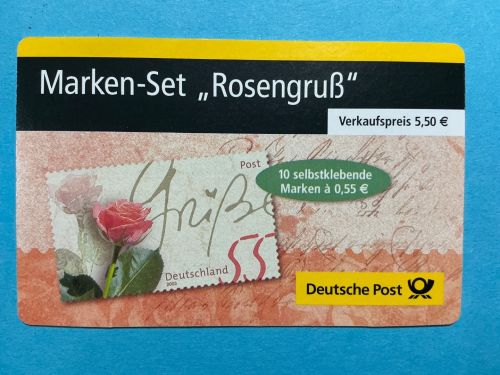 Marken-Set „Rosengruß“
Verkaufspreis 5,50 €
Post
10 selbstklebende
Marken à 0,55 €
Grüße
Deutschland
55
2003
Deutsche Post